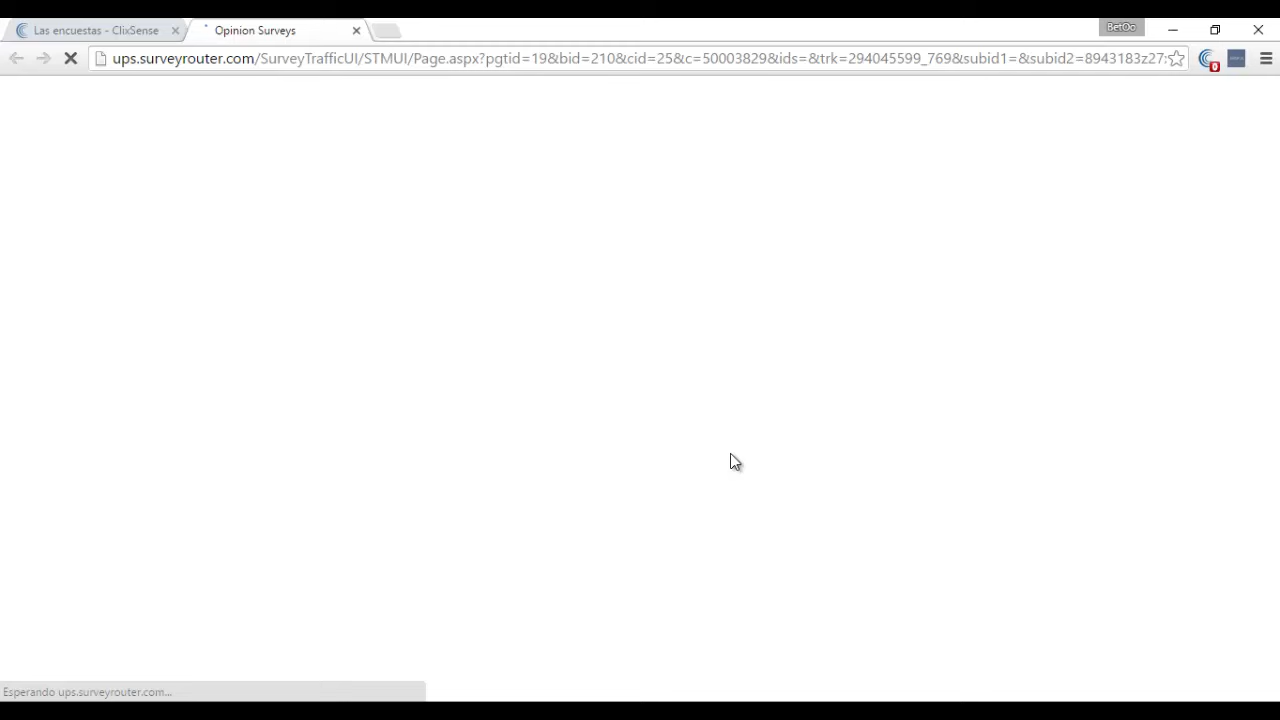 Las encuestas - ClixSense
Opinion Surveys
BetOo
ups.surveyrouter.com/SurveyTrafficUI/STMUI/Page.aspx?pgtid=19&bid=210&cid=25&c=50003829&ids=&trk=294045599_769&subid1=&subid2=8943183z27:
0
Esperando ups.surveyrouter.com...